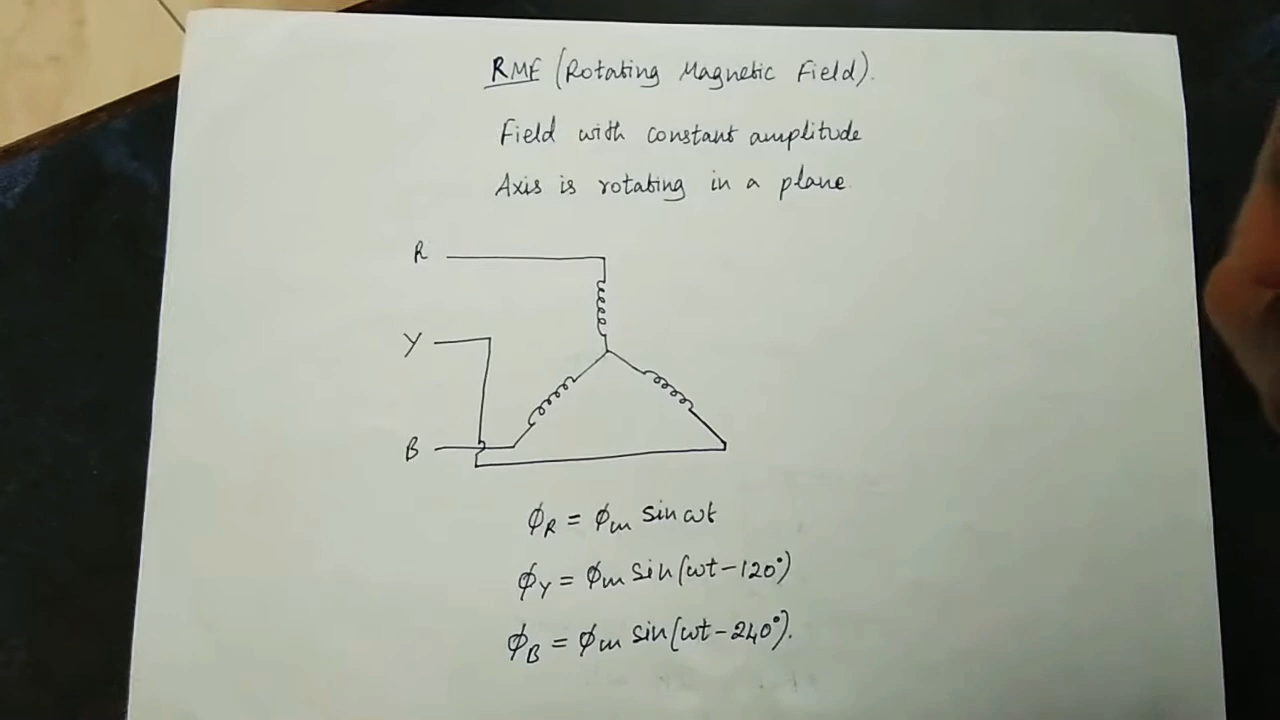 RMF (Rotating Magnetic Field).
Field with constant amplitude
Axis is rotating in a plane.
R
Y
B
ϕR = ϕm sin ωt
ϕY = ϕm sin(ωt-120°)
ϕB = ϕm sin(ωt-240°).